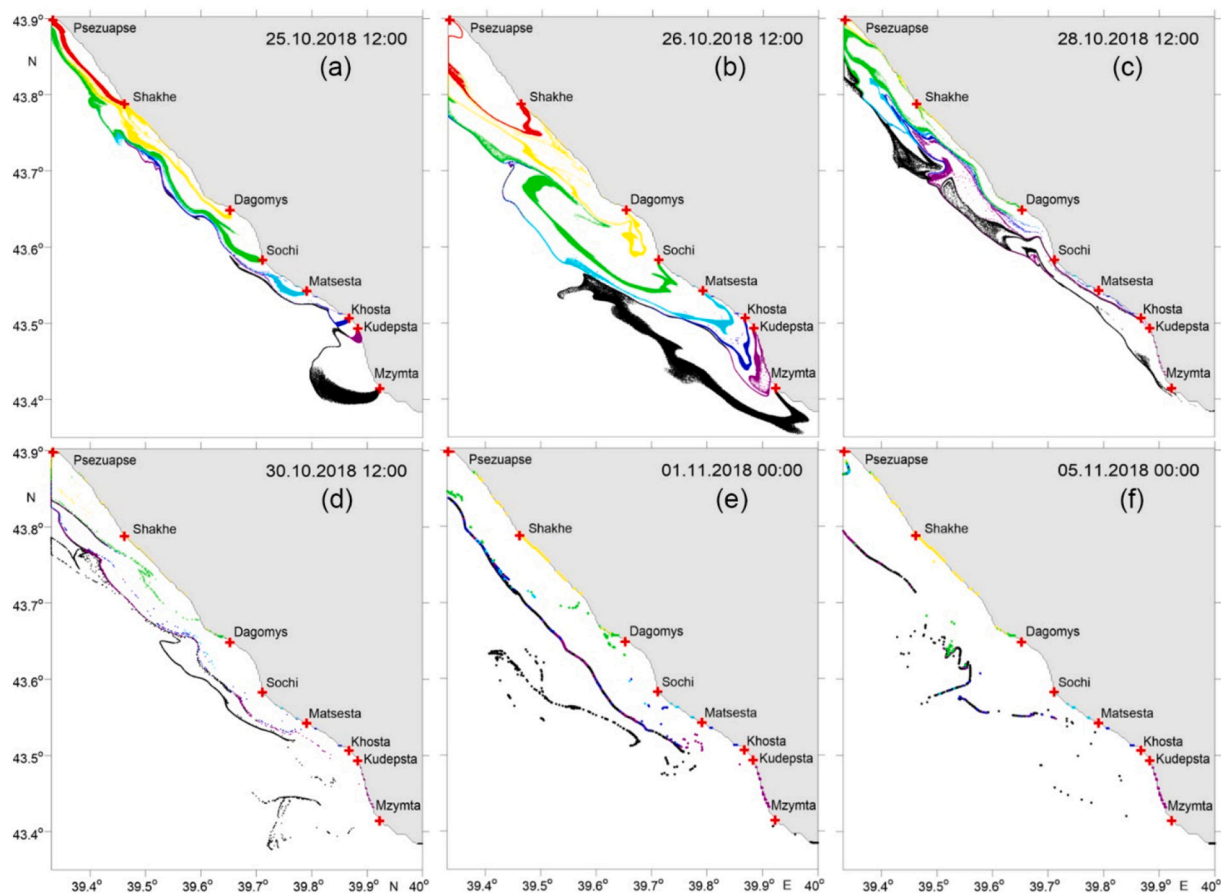 43.9°
N
43.8°
43.7°
43.6°
43.5°
43.4°
Psezuapse
25.10.2018 12:00
(a)
Shakhe
Dagomys
Sochi
Matsesta
Khosta
Kudepsta
Mzymta
Psezuapse
26.10.2018 12:00
(b)
Shakhe
Dagomys
Sochi
Matsesta
Khosta
Kudepsta
Mzymta
Psezuapse
28.10.2018 12:00
(c)
Shakhe
Dagomys
Sochi
Matsesta
Khosta
Kudepsta
Mzymta
43.9°
N
43.8°
43.7°
43.6°
43.5°
43.4°
Psezuapse
30.10.2018 12:00
(d)
Shakhe
Dagomys
Sochi
Matsesta
Khosta
Kudepsta
Mzymta
39.4° 39.5° 39.6° 39.7° 39.8° 39.9° N 40°
Psezuapse
01.111.2018 00:00
(e)
Shakhe
Dagomys
Sochi
Matsesta
Khosta
Kudepsta
Mzymta
39.4° 39.5° 39.6° 39.7° 39.8° 39.9° E 40°
Psezuapse
05.11.2018 00:00
(f)
Shakhe
Dagomys
Sochi
Matsesta
Khosta
Kudepsta
Mzymta
39.4° 39.5° 39.6° 39.7° 39.8° 39.9° E 40°